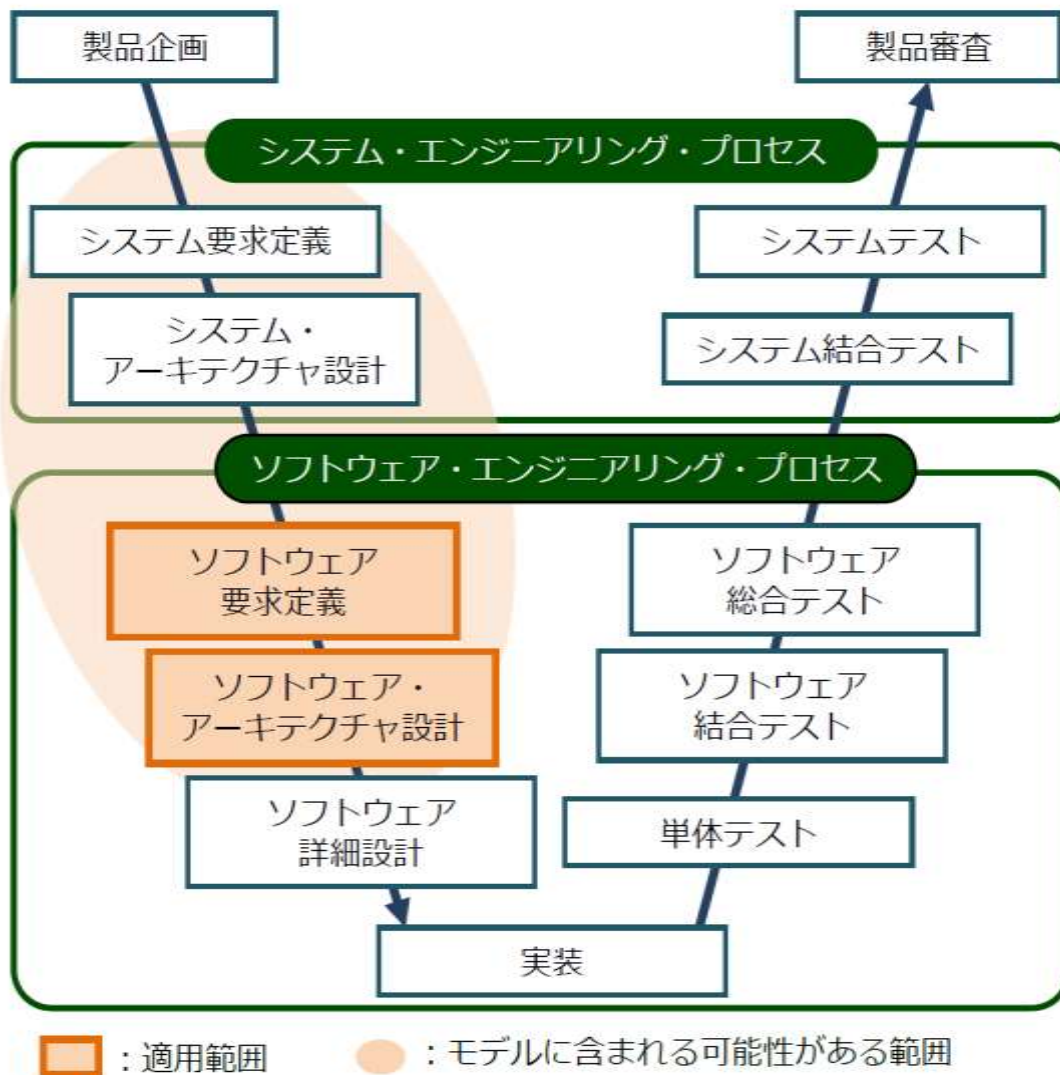 製品企画
製品審査
システム・エンジニアリング・プロセス
システム要求定義
システムテスト
システム・
アーキテクチャ設計
システム結合テスト
ソフトウェア・エンジニアリング・プロセス
ソフトウェア
要求定義
ソフトウェア
総合テスト
ソフトウェア・
アーキテクチャ設計
ソフトウェア
結合テスト
ソフトウェア
詳細設計
単体テスト
実装
：適用範囲
：モデルに含まれる可能性がある範囲